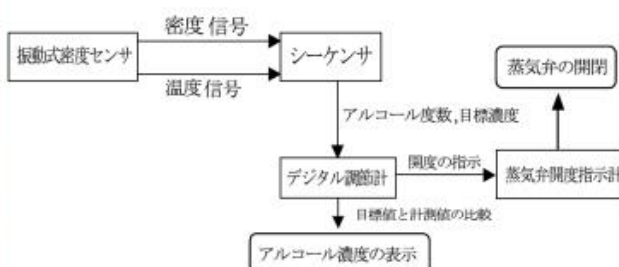 密度信号
振動式密度センサ
シーケンサ
温度信号
蒸気弁の開閉
アルコール度数,目標濃度
デジタル調節計
開度の指示
蒸気弁開度指示計
目標値と計測値の比較
アルコール濃度の表示